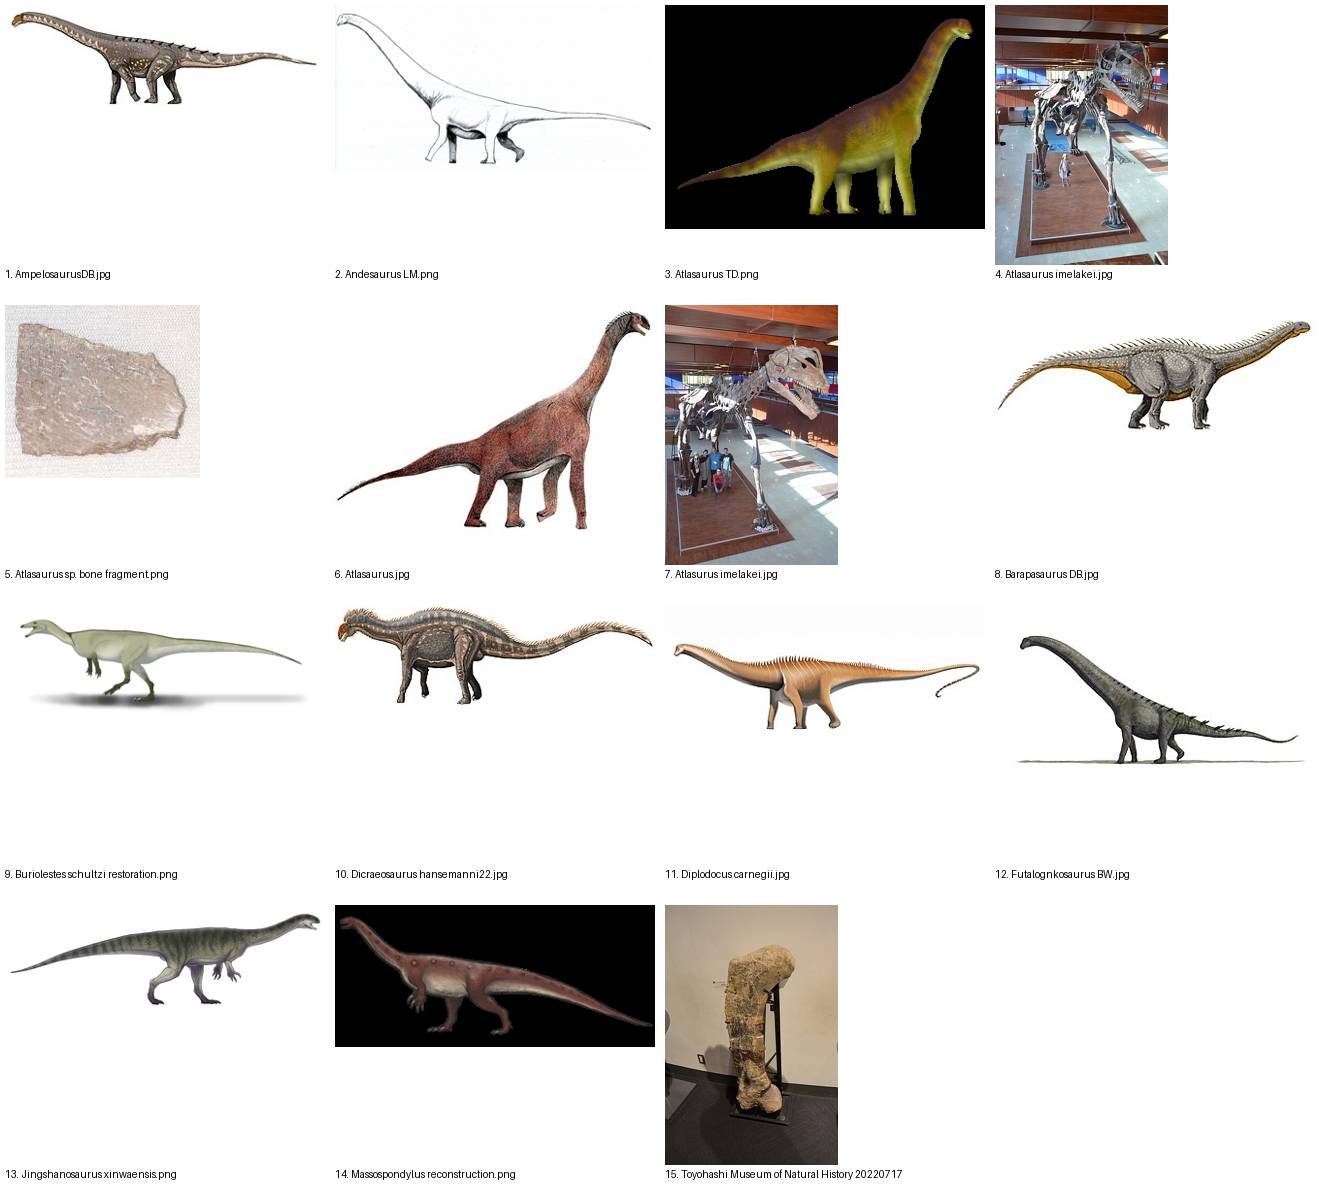 1. AmpelosaurusDB.jpg
2. Andesaurus LM.png
3. Atlasaurus TD.png
4. Atlasaurus imelakei.jpg
5. Atlasaurus sp. bone fragment.png
6. Atlasaurus.jpg
7. Atlasurus imelakei.jpg
8. Barapasaurus DB.jpg
9. Buriolestes schultzi restoration.png
10. Dicraeosaurus hansemanni22.jpg
11. Diplodocus carnegii.jpg
12. Futalognkosaurus BW.jpg
13. Jingshanosaurus xinwaensis.png
14. Massospondylus reconstruction.png
15. Toyohashi Museum of Natural History 20220717